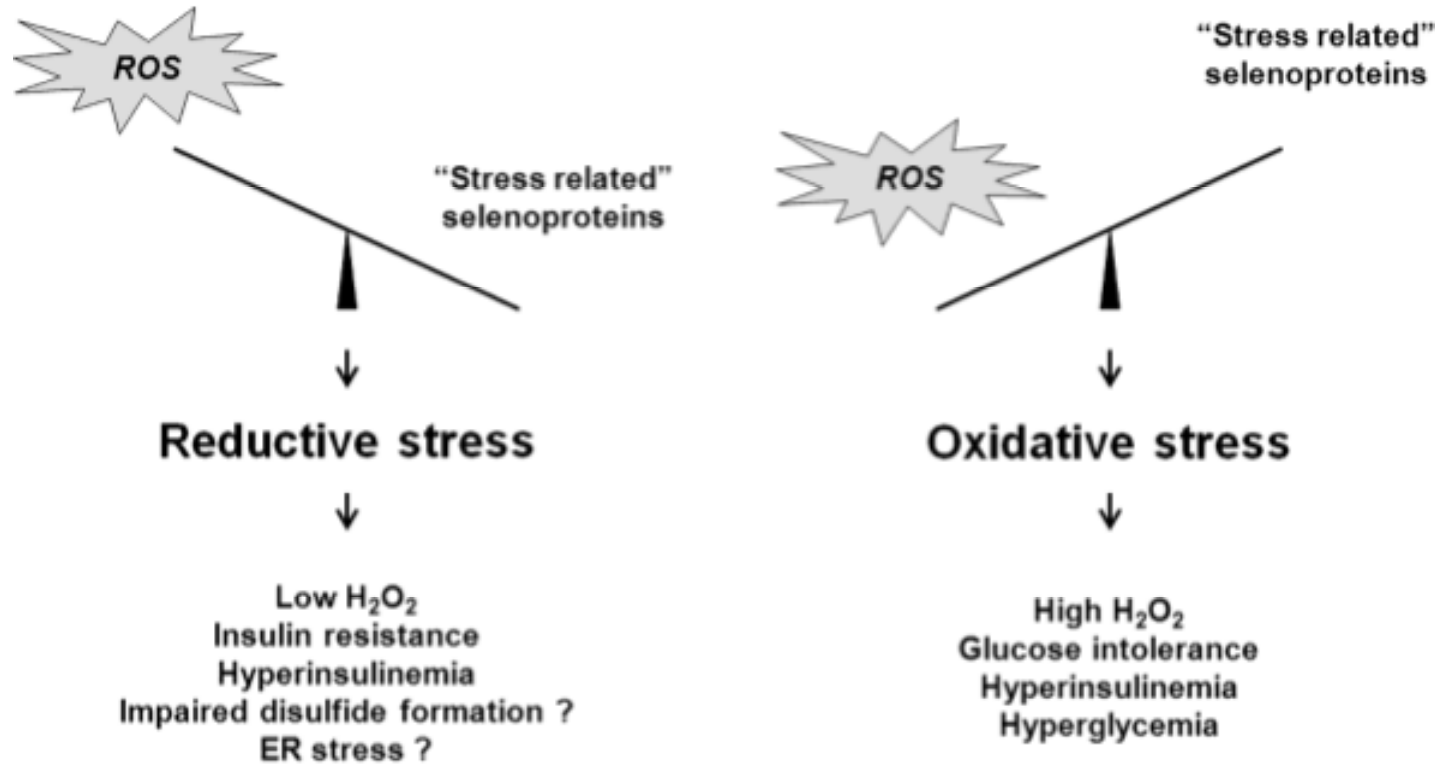 ROS
“Stress related”
selenoproteins
Reductive stress
Low H₂O₂
Insulin resistance
Hyperinsulinemia
Impaired disulfide formation ?
ER stress ?
“Stress related”
selenoproteins
ROS
Oxidative stress
High H₂O₂
Glucose intolerance
Hyperinsulinemia
Hyperglycemia